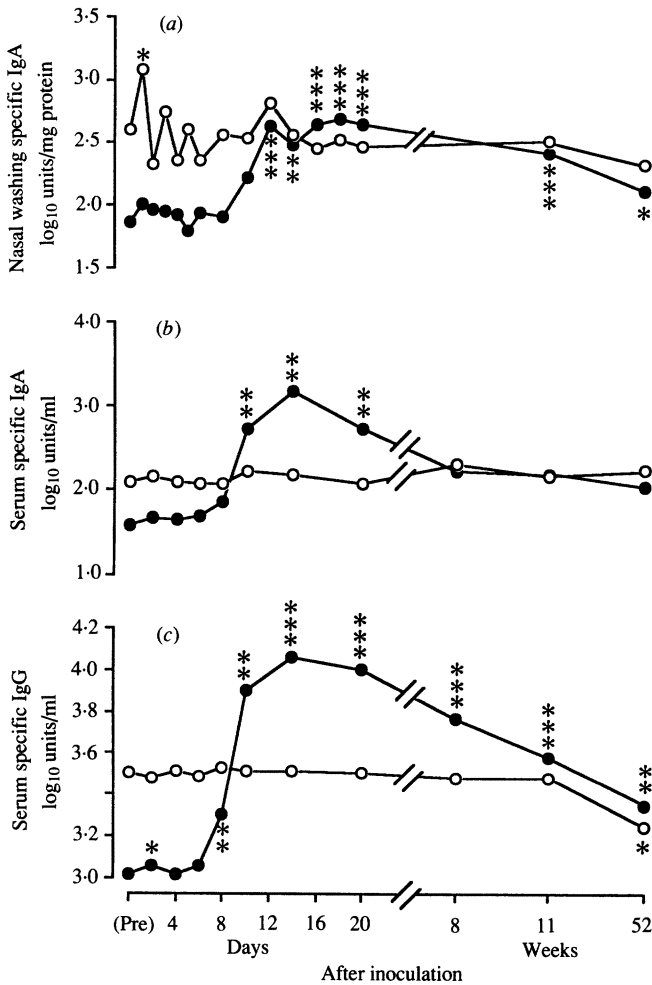 (a)
Nasal washing specific IgA
log10 units/mg protein
3·5
3·0
2·5
2·0
1·5
*
***
**
***
***
***
***
*
(b)
Serum specific IgA
log10 units/ml
4·0
3·0
2·0
1·0
**
**
**
(c)
Serum specific IgG
log10 units/ml
4·2
4·0
3·8
3·6
3·2
3·0
*
**
**
***
***
***
***
**
*
(Pre) 4 8 12 16 20 8 11 52
Days Weeks
After inoculation